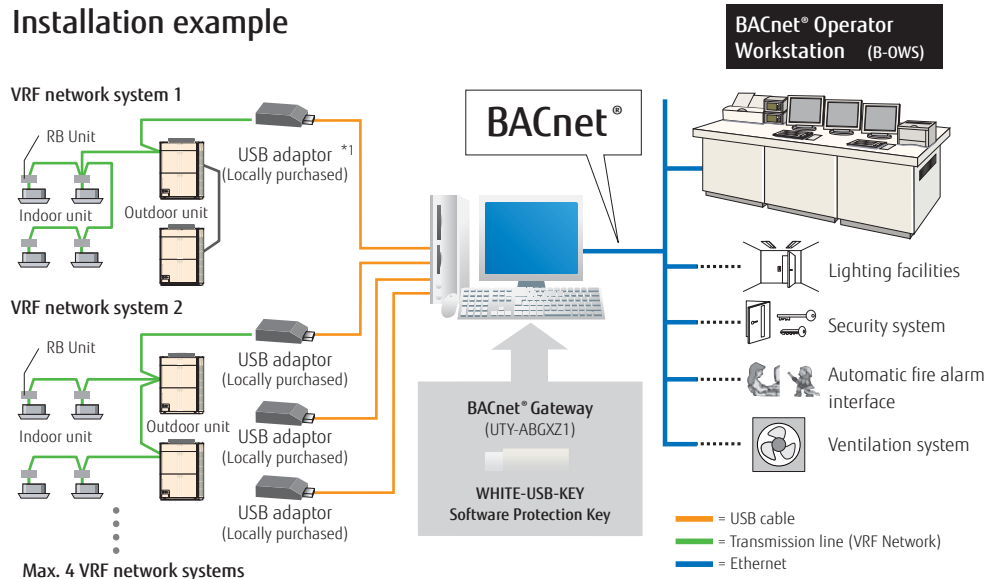 Installation example
BACnet® Operator
Workstation (B-OWS)
VRF network system 1
RB Unit
Indoor unit
Outdoor unit
USB adaptor *1
(Locally purchased)
BACnet®
VRF network system 2
RB Unit
Indoor unit
Outdoor unit
USB adaptor
(Locally purchased)
USB adaptor
(Locally purchased)
USB adaptor
(Locally purchased)
Max. 4 VRF network systems
BACnet® Gateway
(UTY-ABGXZ1)
WHITE-USB-KEY
Software Protection Key
Lighting facilities
Security system
Automatic fire alarm
interface
Ventilation system
= USB cable
= Transmission line (VRF Network)
= Ethernet